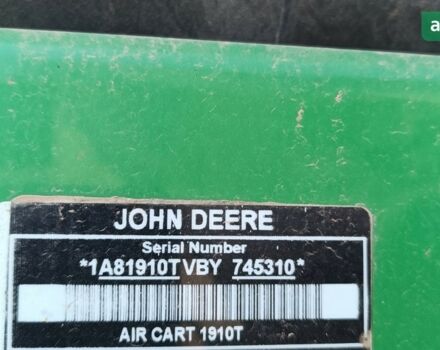 a
JOHN DEERE
Serial Number
*1A81910TVBY 745310*
AIR CART 1910T